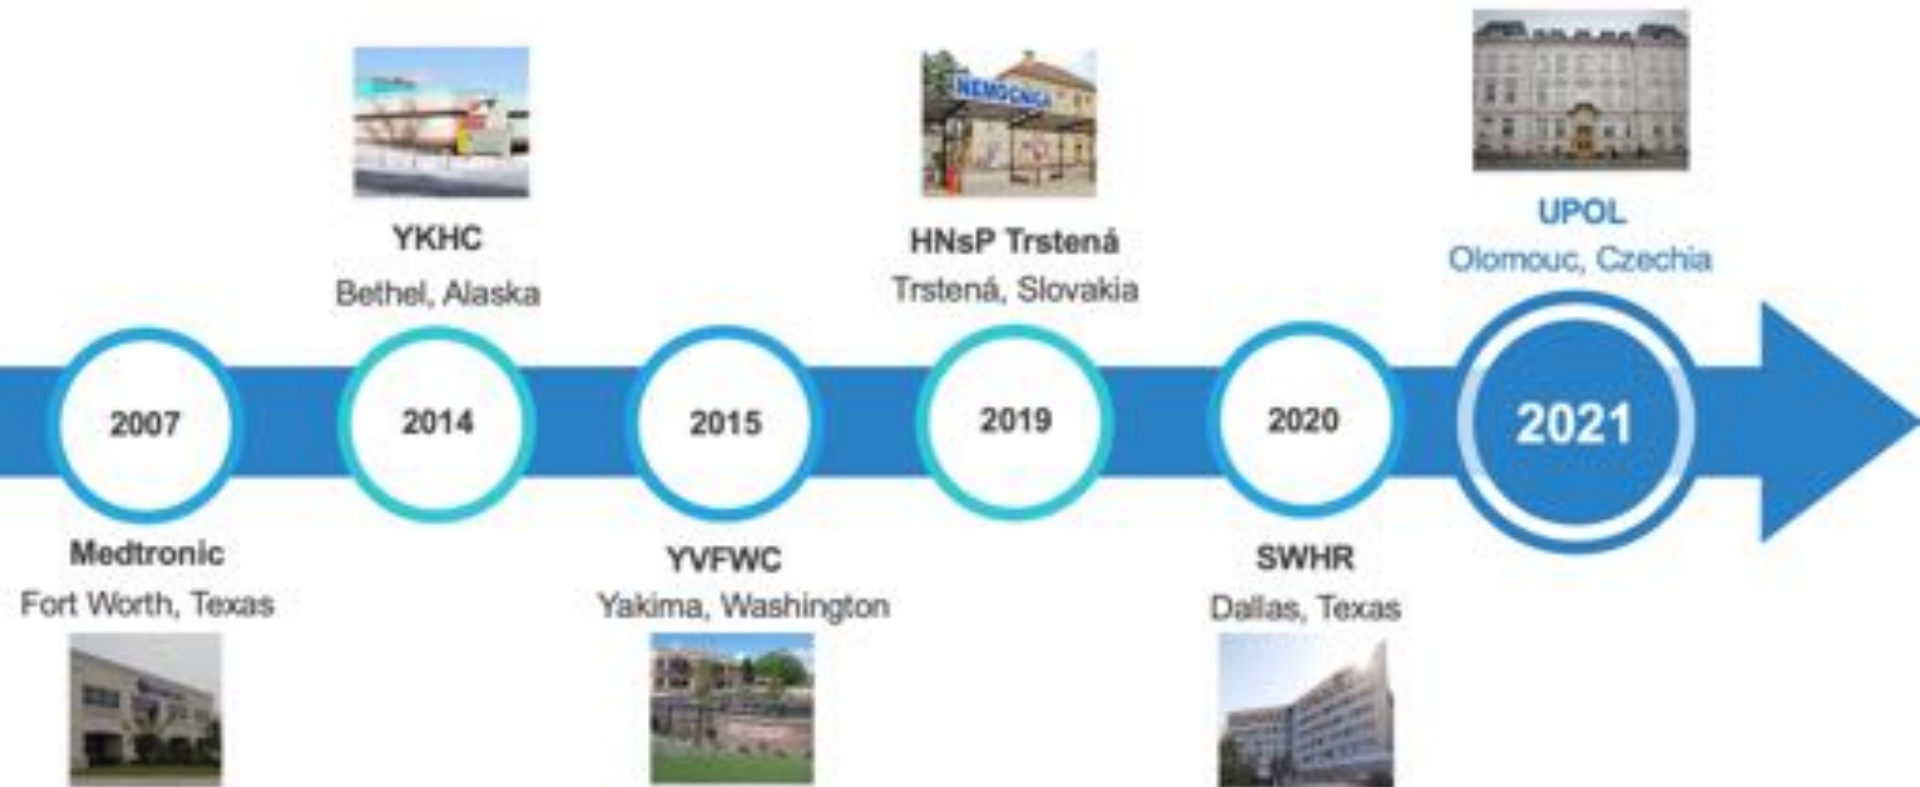 NEMOCNICA
YKHC
Bethel, Alaska
HNsP Trstená
Trstená, Slovakia
UPOL
Olomouc, Czechia
2007
2014
2015
2019
2020
2021
Medtronic
Fort Worth, Texas
YVFWC
Yakima, Washington
SWHR
Dallas, Texas